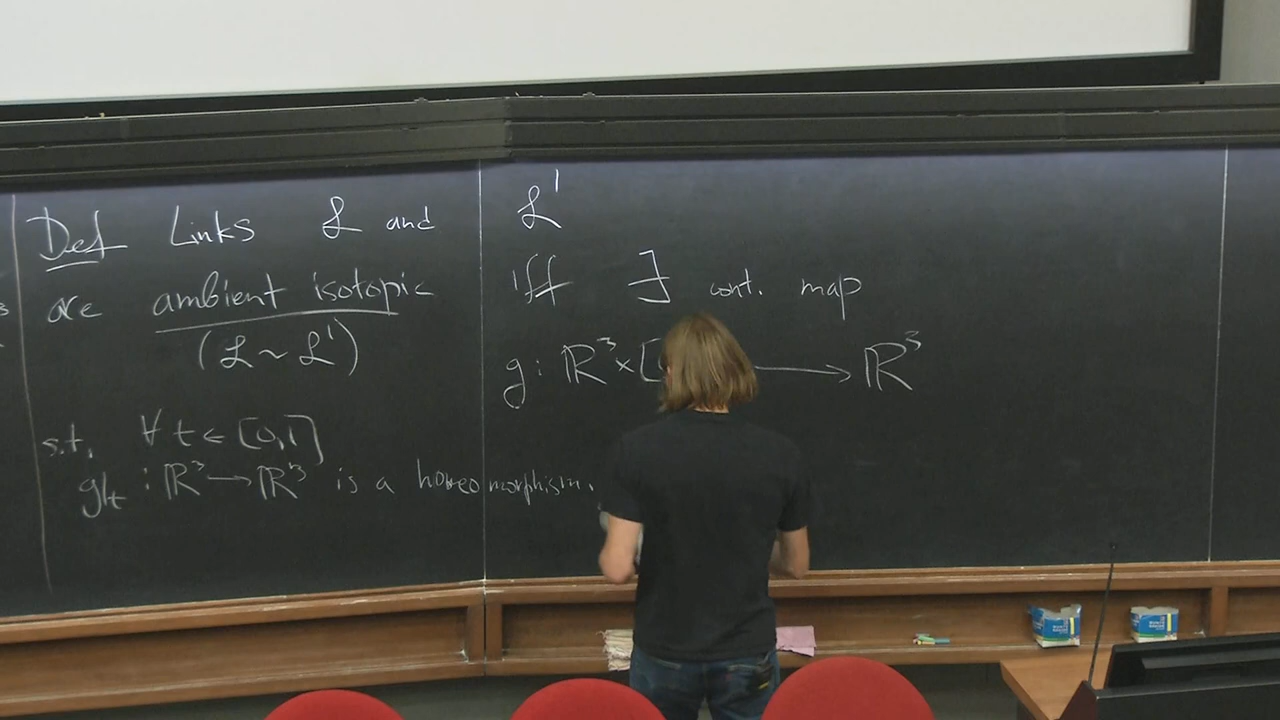 Def Links ℒ and ℒ'
are ambient isotopic iff ∃ cont. map
(ℒ ~ ℒ') g : ℝ³ × [ ⟶ ℝ³
s.t. ∀ t ∈ [0,1]
g|t : ℝ³ → ℝ³ is a homeomorphism.